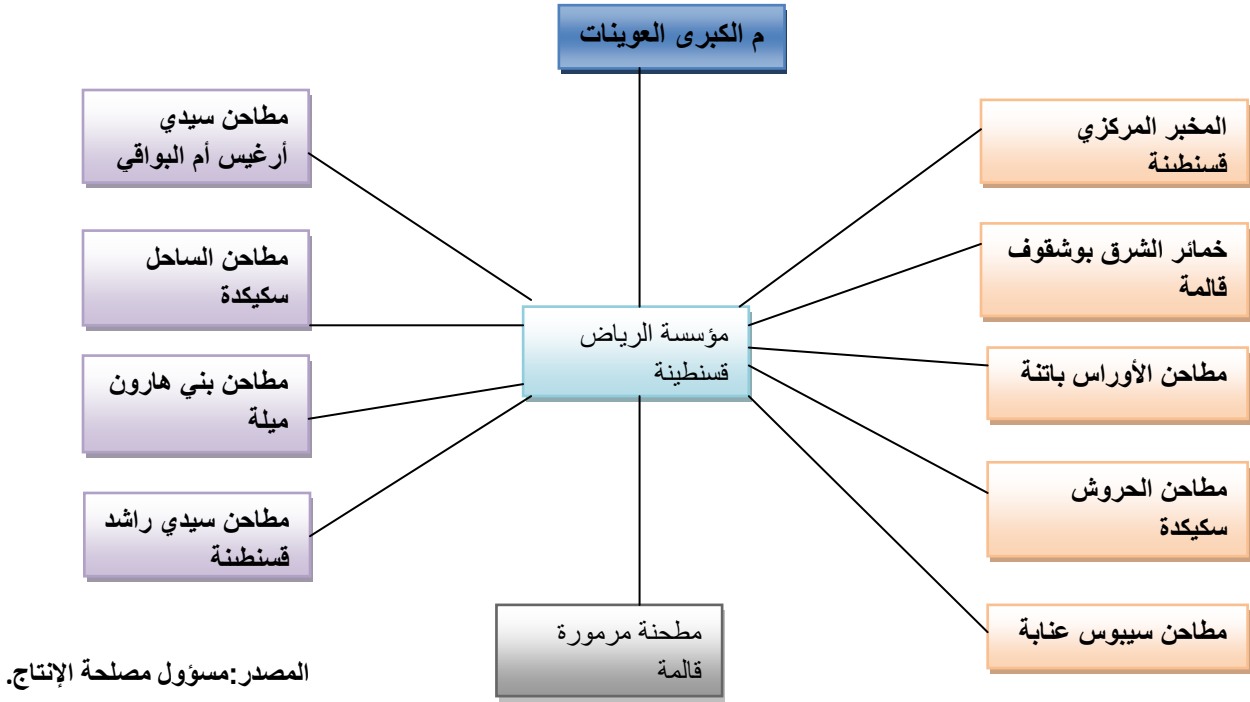 م الكبرى العوينات
المخبر المركزي
قسنطينة
مطاحن سيدي
أرغيس أم البواقي
خمائر الشرق بوشقوف
قالمة
مطاحن الساحل
سكيكدة
مؤسسة الرياض
قسنطينة
مطاحن الأوراس باتنة
مطاحن بني هارون
ميلة
مطاحن الحروش
سكيكدة
مطاحن سيدي راشد
قسنطينة
مطاحن سيبوس عنابة
مطحنة مرمورة
قالمة
المصدر:مسؤول مصلحة الإنتاج.